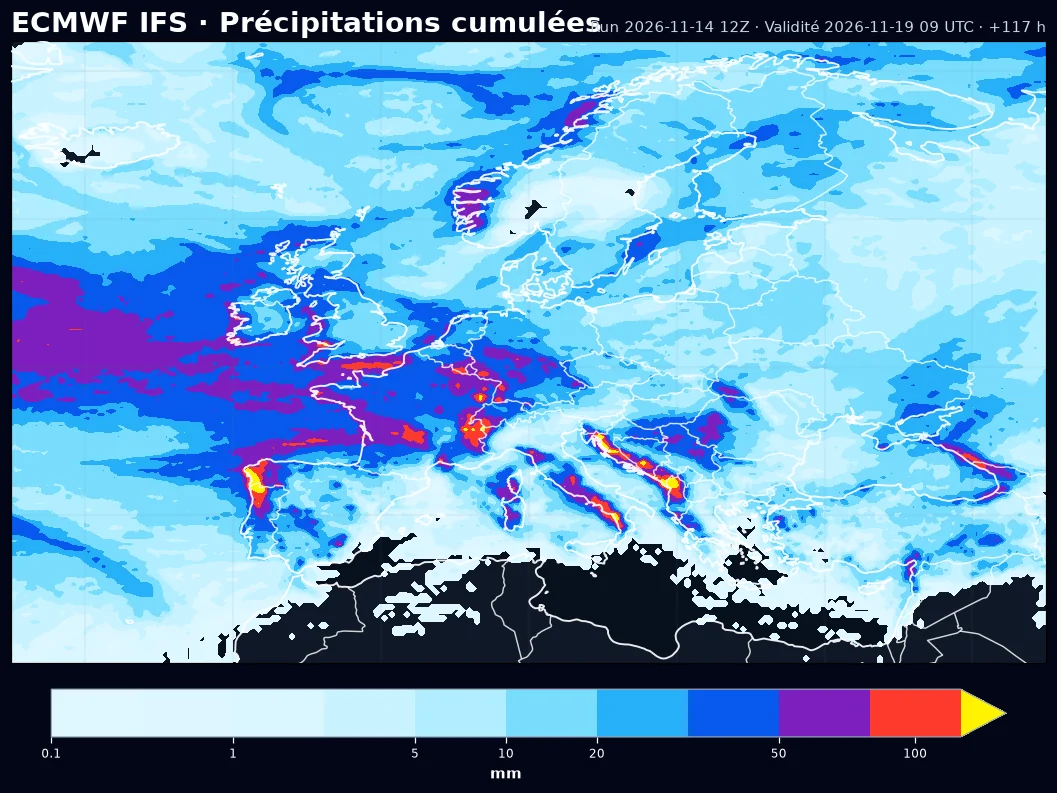 ECMWF IFS · Précipitations cumulées
Run 2026-11-14 12Z · Validité 2026-11-19 09 UTC · +117 h
0.1 1 5 10 20 50 100
mm